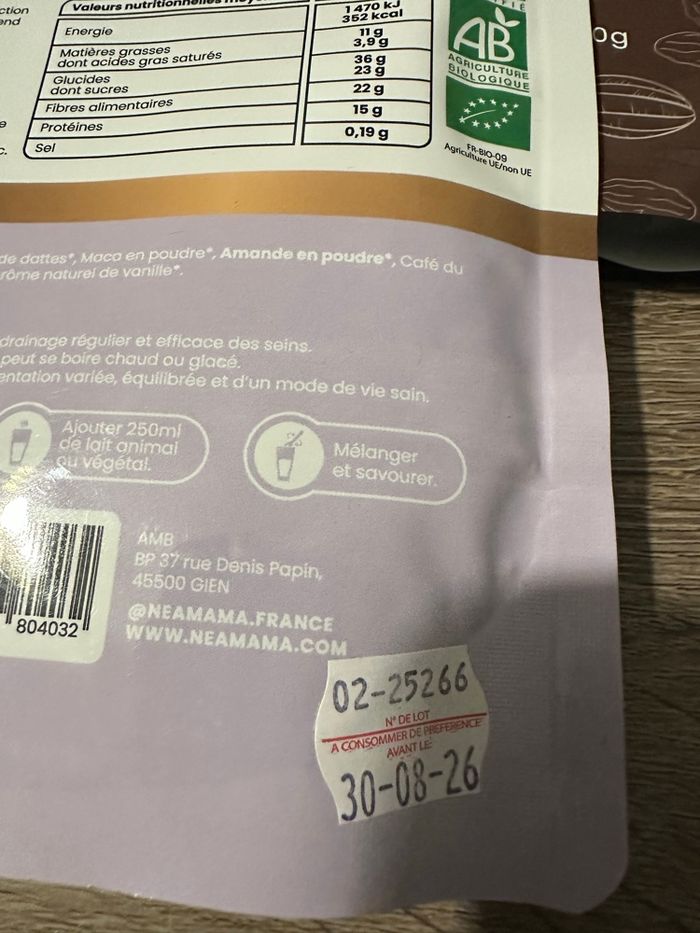 ction
end
Valeurs nutritionnelles
Energie
1 470 kJ
352 kcal
Matières grasses
dont acides gras saturés
11 g
3,9 g
Glucides
dont sucres
36 g
23 g
Fibres alimentaires
22 g
Protéines
15 g
Sel
0,19 g
e
c.
AB
AGRICULTURE
BIOLOGIQUE
FR-BIO-09
Agriculture UE/non UE
0g
de dattes*, Maca en poudre*, Amande en poudre*, Café du
rôme naturel de vanille*.
drainage régulier et efficace des seins.
peut se boire chaud ou glacé.
entation variée, équilibrée et d'un mode de vie sain.
Ajouter 250ml
de lait animal
ou végétal.
Mélanger
et savourer.
804032
AMB
BP 37 rue Denis Papin,
45500 GIEN
@NEAMAMA.FRANCE
WWW.NEAMAMA.COM
02-25266
N° DE LOT
A CONSOMMER DE PREFERENCE
AVANT LE:
30-08-26